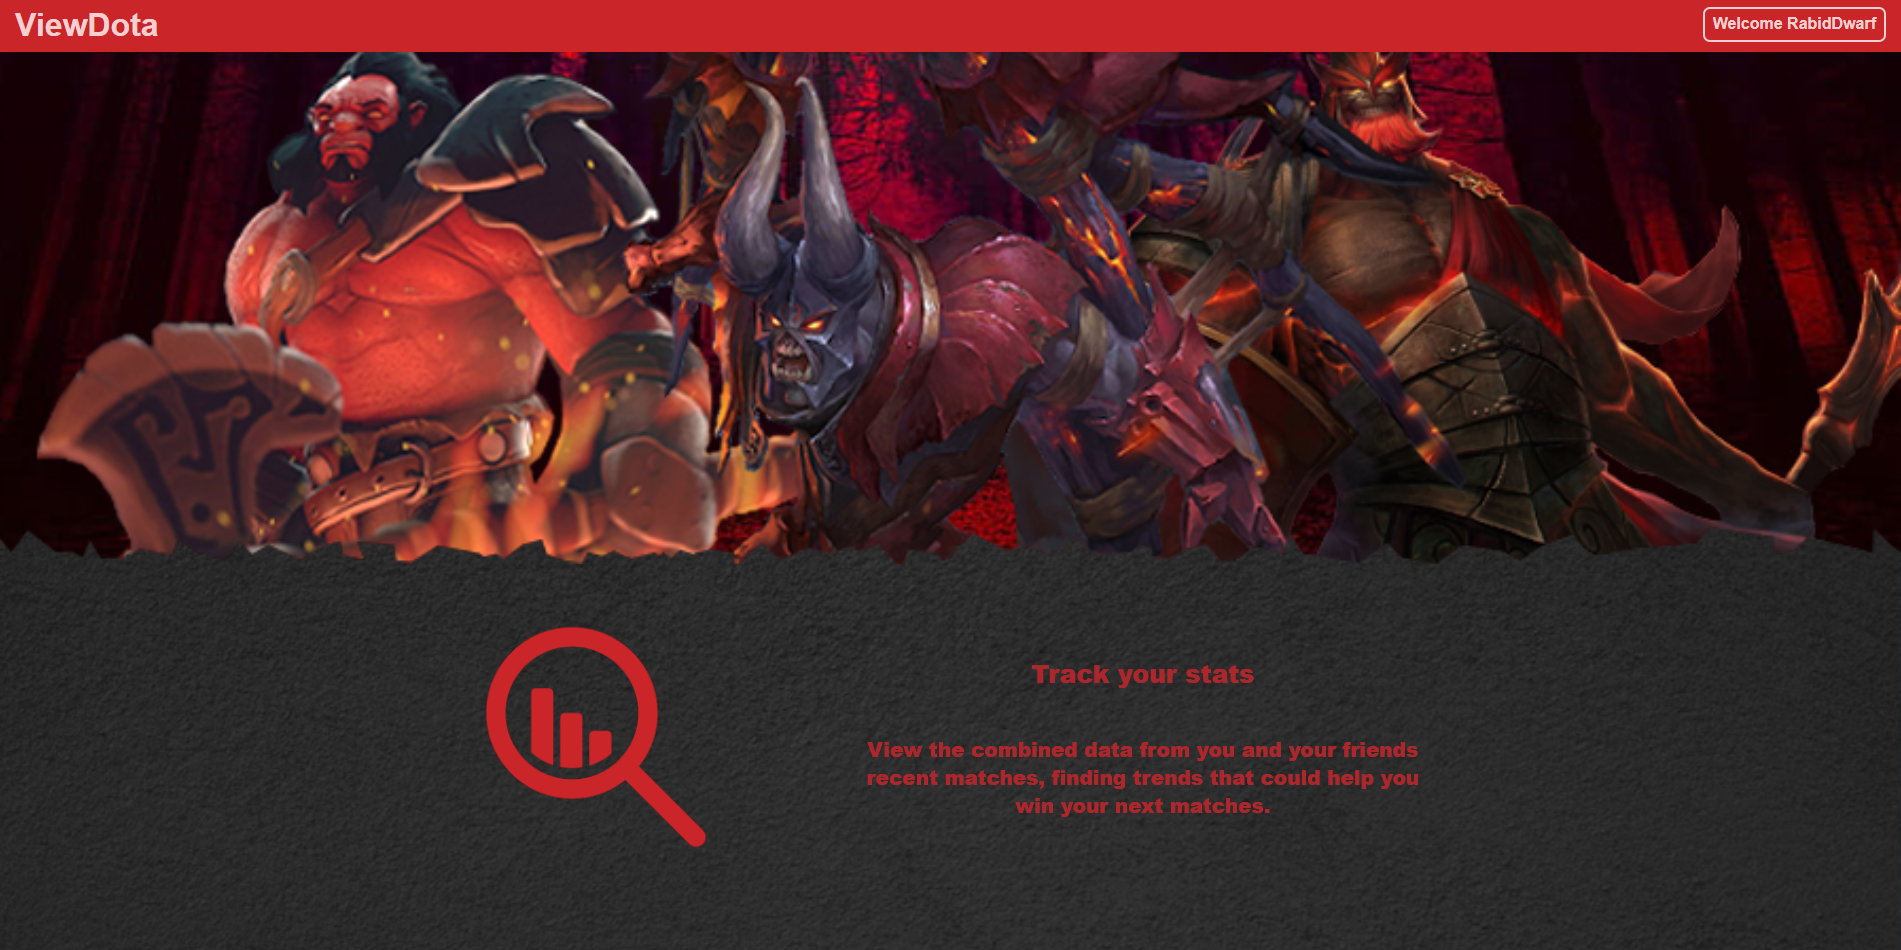 ViewDota
Welcome RabidDwarf
Track your stats
View the combined data from you and your friends
recent matches, finding trends that could help you
win your next matches.